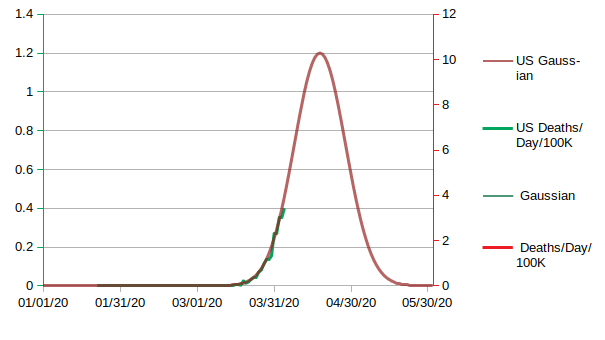 1.4
1.2
1
0.8
0.6
0.4
0.2
0
12
10
8
6
4
2
0
01/01/20 01/31/20 03/01/20 03/31/20 04/30/20 05/30/20
US Gauss-
ian
US Deaths/
Day/100K
Gaussian
Deaths/Day/
100K